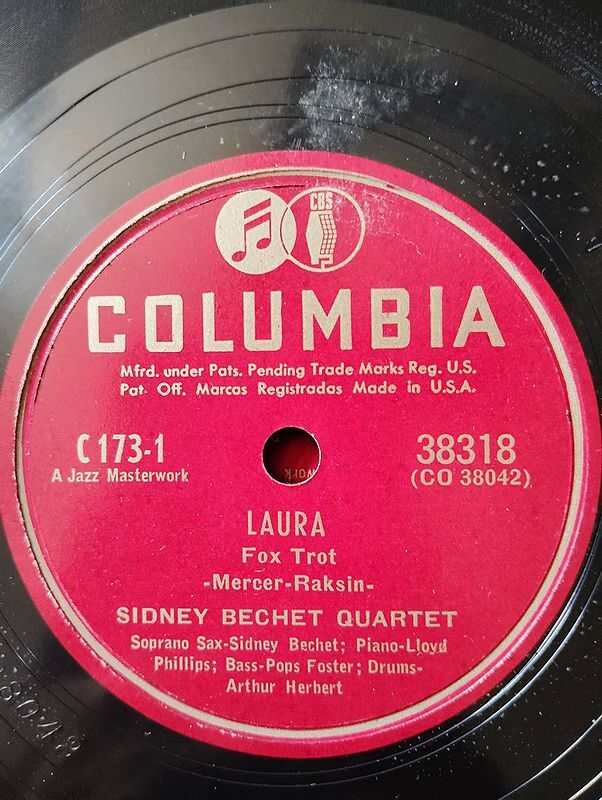 CBS
COLUMBIA
Mfrd. under Pats. Pending Trade Marks Reg. U.S.
Pat. Off. Marcas Registradas Made in U.S.A.
C 173-1
A Jazz Masterwork
38318
(CO 38042)
LAURA
Fox Trot
-Mercer-Raksin-
SIDNEY BECHET QUARTET
Soprano Sax-Sidney Bechet; Piano-Lloyd
Phillips; Bass-Pops Foster; Drums-
Arthur Herbert